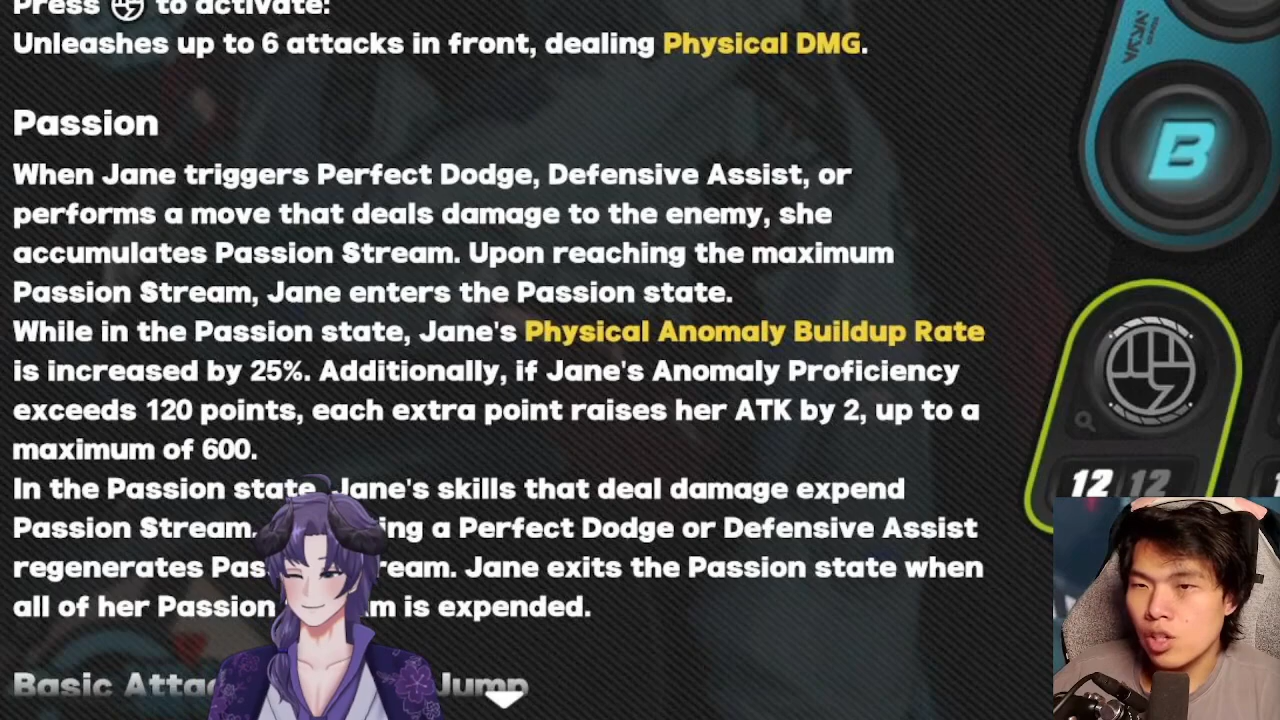 Press to activate:
Unleashes up to 6 attacks in front, dealing Physical DMG.
Passion
When Jane triggers Perfect Dodge, Defensive Assist, or
performs a move that deals damage to the enemy, she
accumulates Passion Stream. Upon reaching the maximum
Passion Stream, Jane enters the Passion state.
While in the Passion state, Jane's Physical Anomaly Buildup Rate
is increased by 25%. Additionally, if Jane's Anomaly Proficiency
exceeds 120 points, each extra point raises her ATK by 2, up to a
maximum of 600.
In the Passion state, Jane's skills that deal damage expend
Passion Stream. ing a Perfect Dodge or Defensive Assist
regenerates Pas ream. Jane exits the Passion state when
all of her Passion m is expended.
Basic Attac Jump
B
12 12